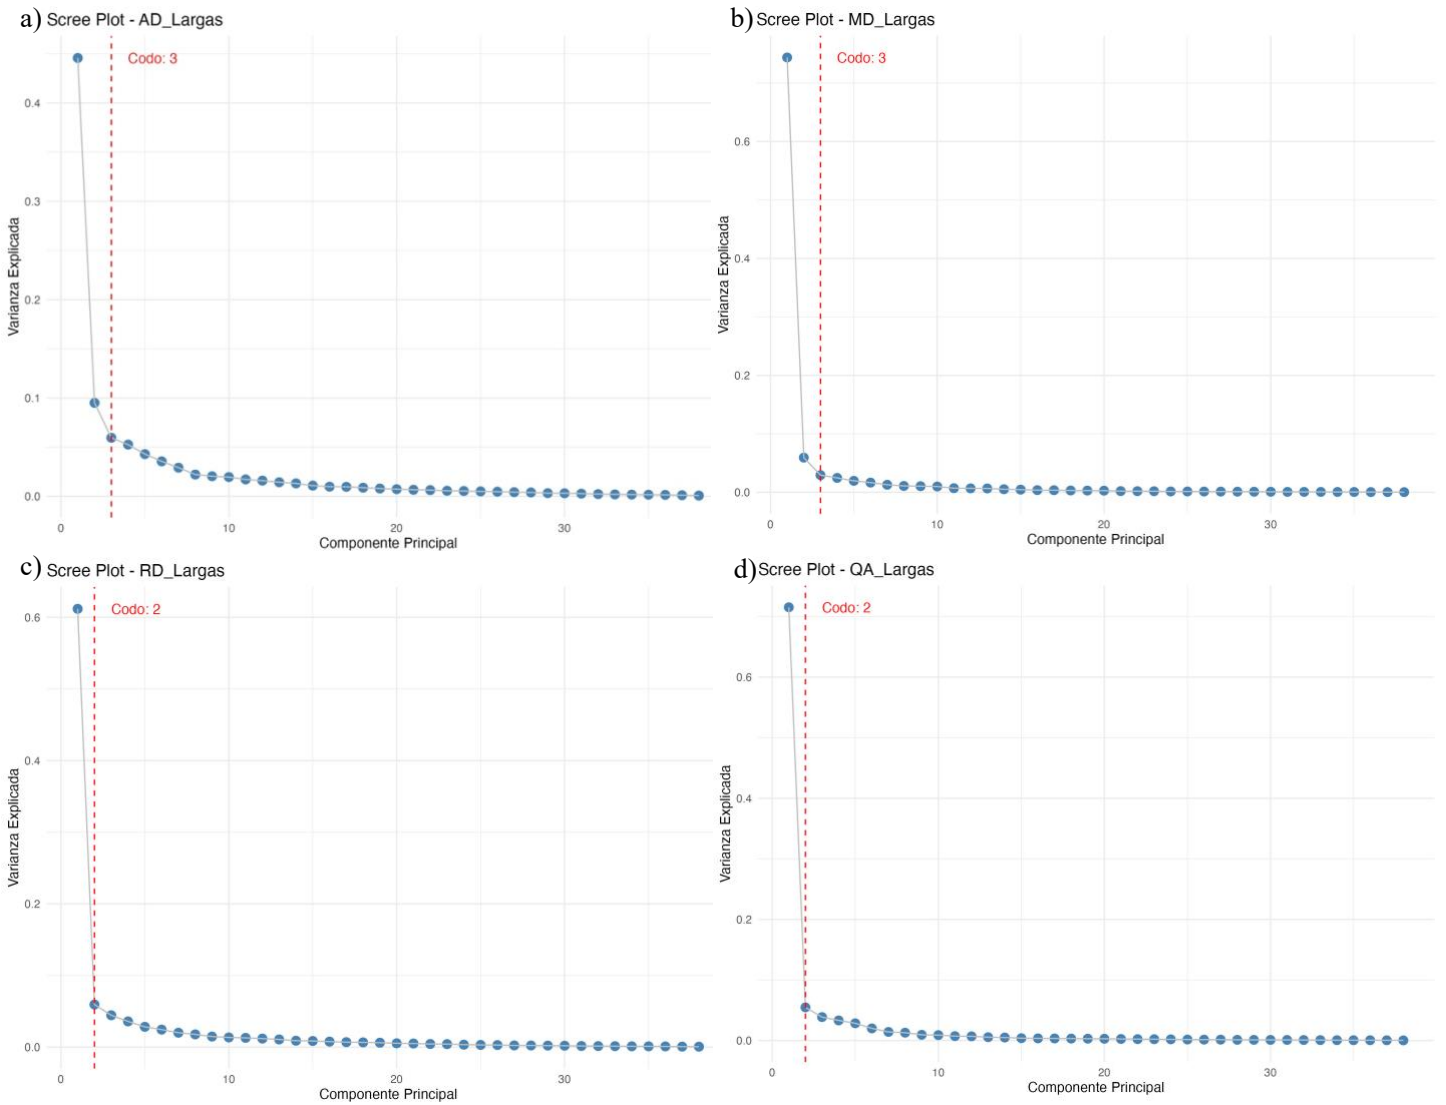 a) Scree Plot - AD_Largas
Codo: 3
0.4
0.3
0.2
0.1
0.0
Varianza Explicada
0 10 20 30
Componente Principal
b) Scree Plot - MD_Largas
Codo: 3
0.6
0.4
0.2
0.0
Varianza Explicada
0 10 20 30
Componente Principal
c) Scree Plot - RD_Largas
Codo: 2
0.6
0.4
0.2
0.0
Varianza Explicada
0 10 20 30
Componente Principal
d) Scree Plot - QA_Largas
Codo: 2
0.6
0.4
0.2
0.0
Varianza Explicada
0 10 20 30
Componente Principal